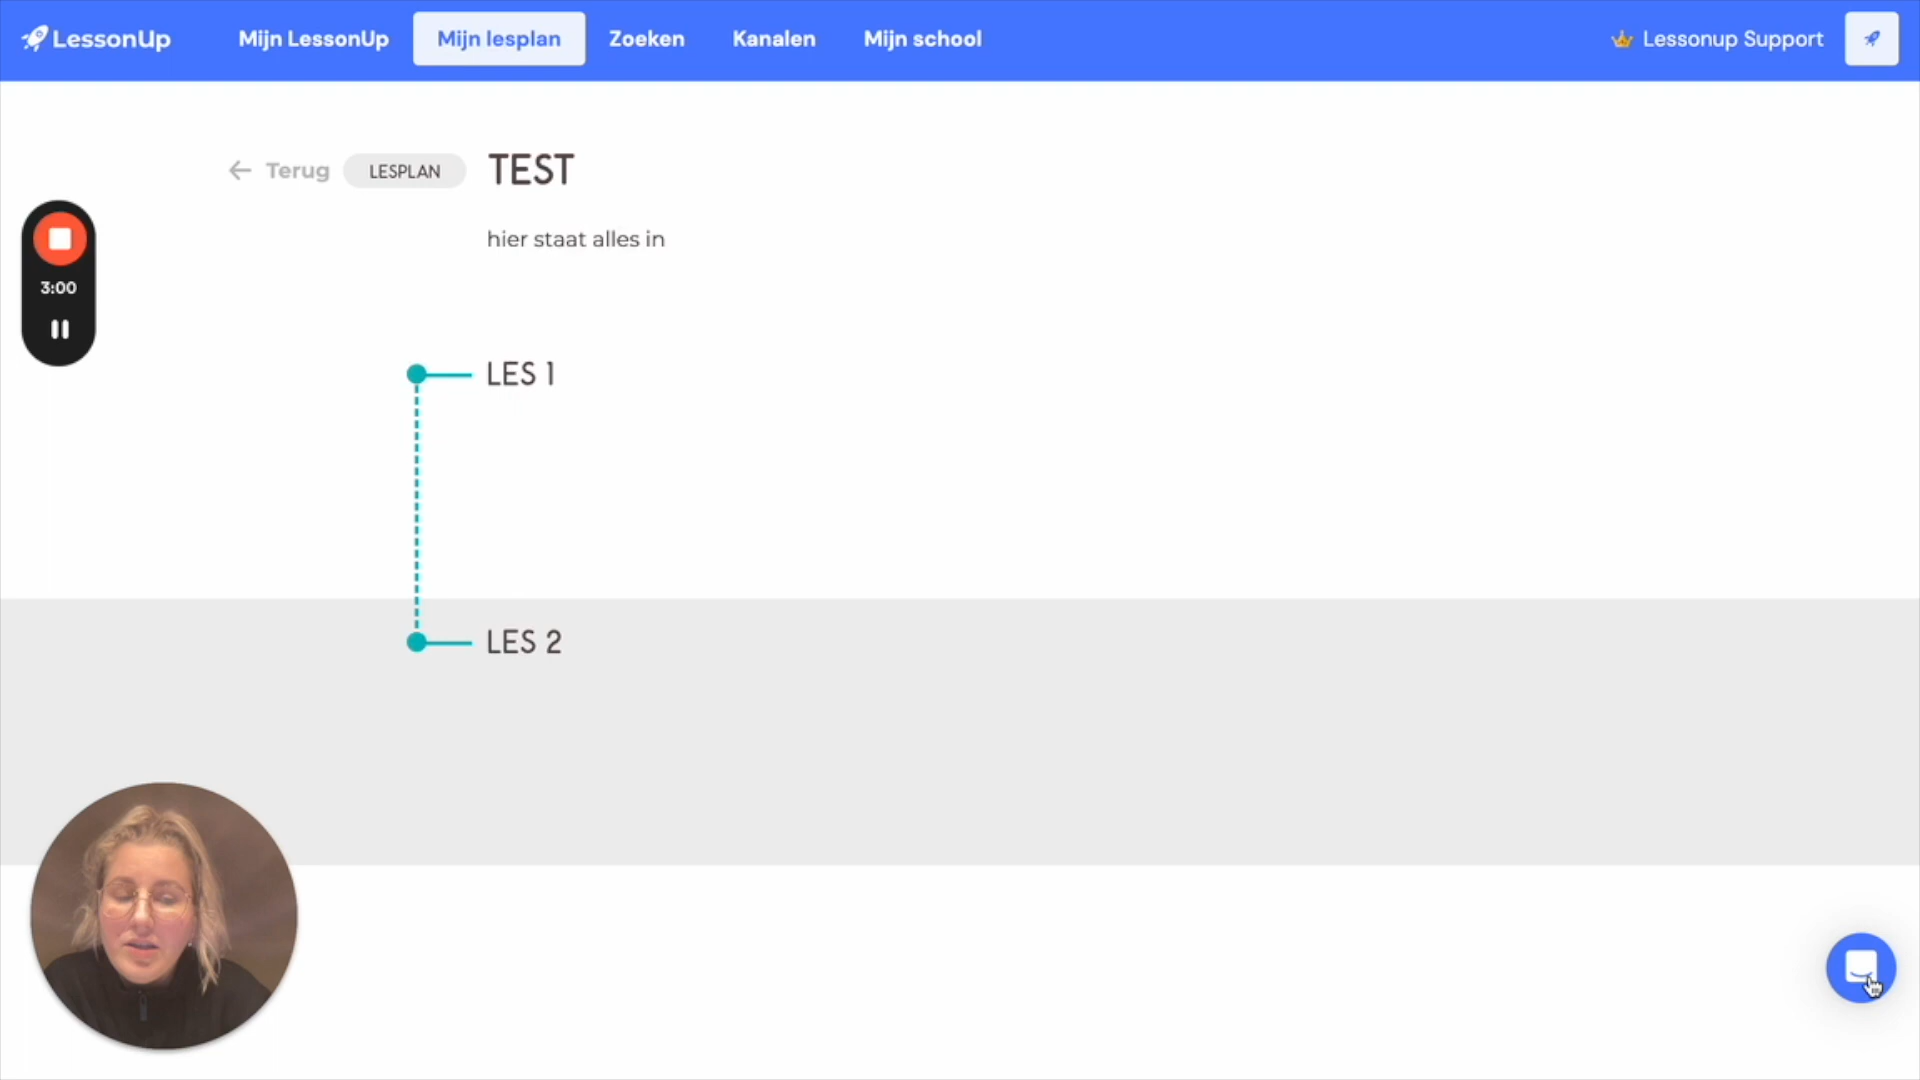 LessonUp Mijn LessonUp Mijn lesplan Zoeken Kanalen Mijn school Lessonup Support
Terug LESPLAN TEST
hier staat alles in
3:00
LES 1
LES 2